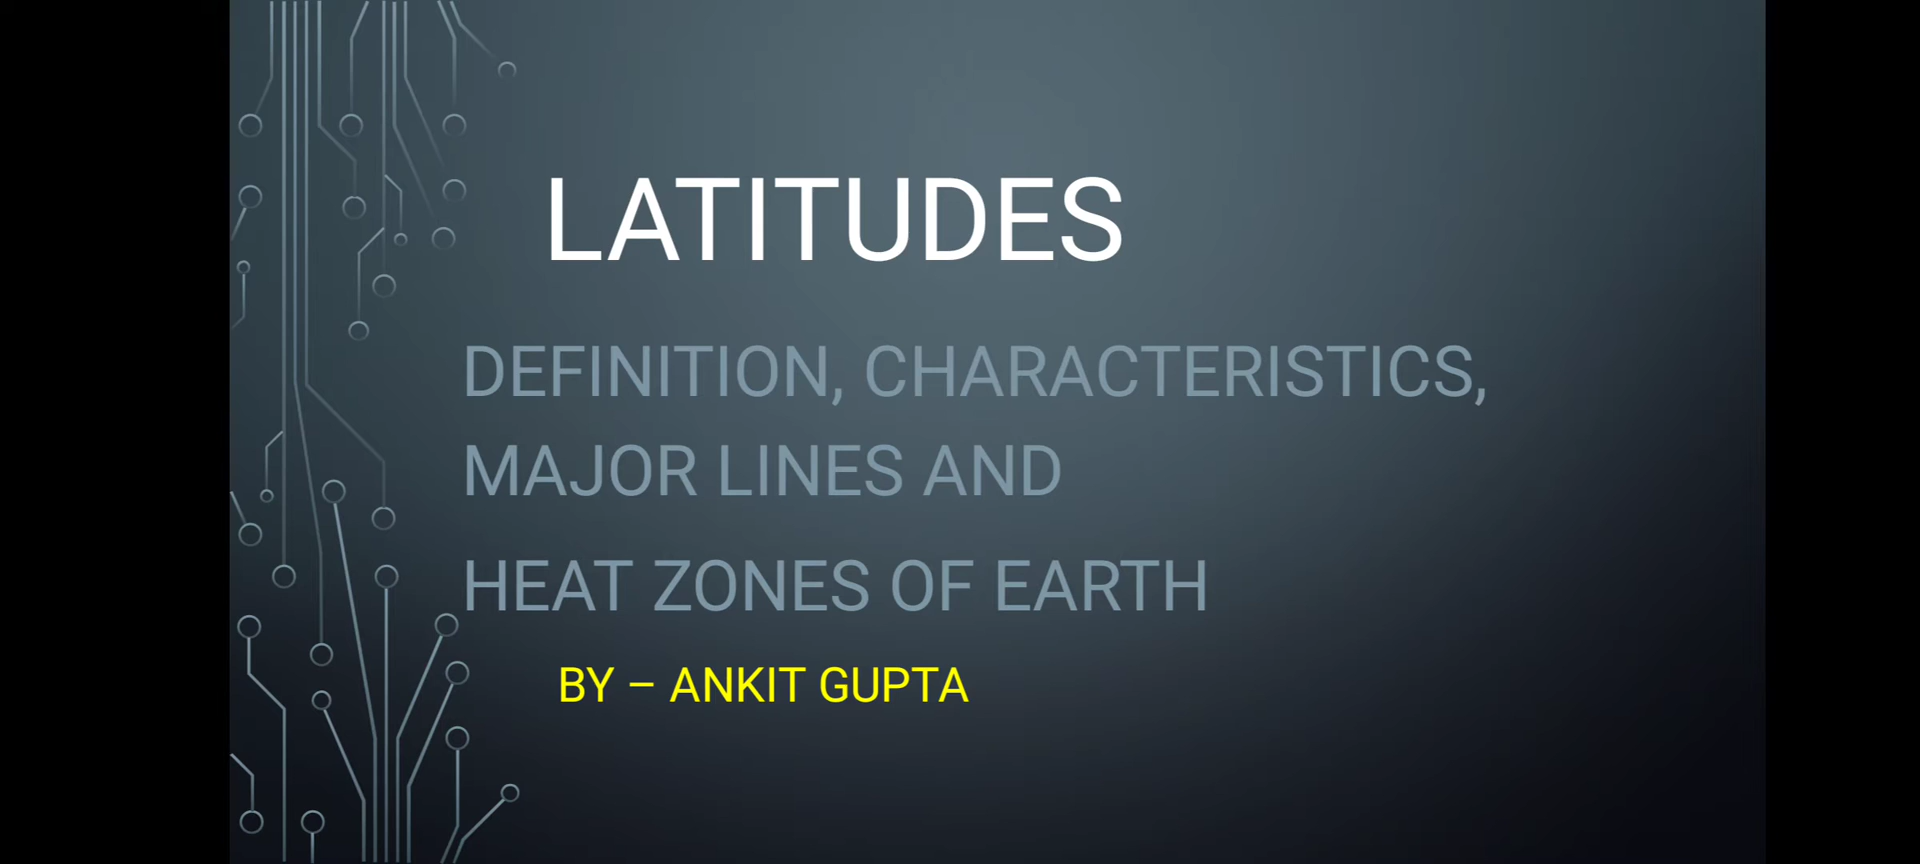 LATITUDES
DEFINITION, CHARACTERISTICS,
MAJOR LINES AND
HEAT ZONES OF EARTH
BY – ANKIT GUPTA